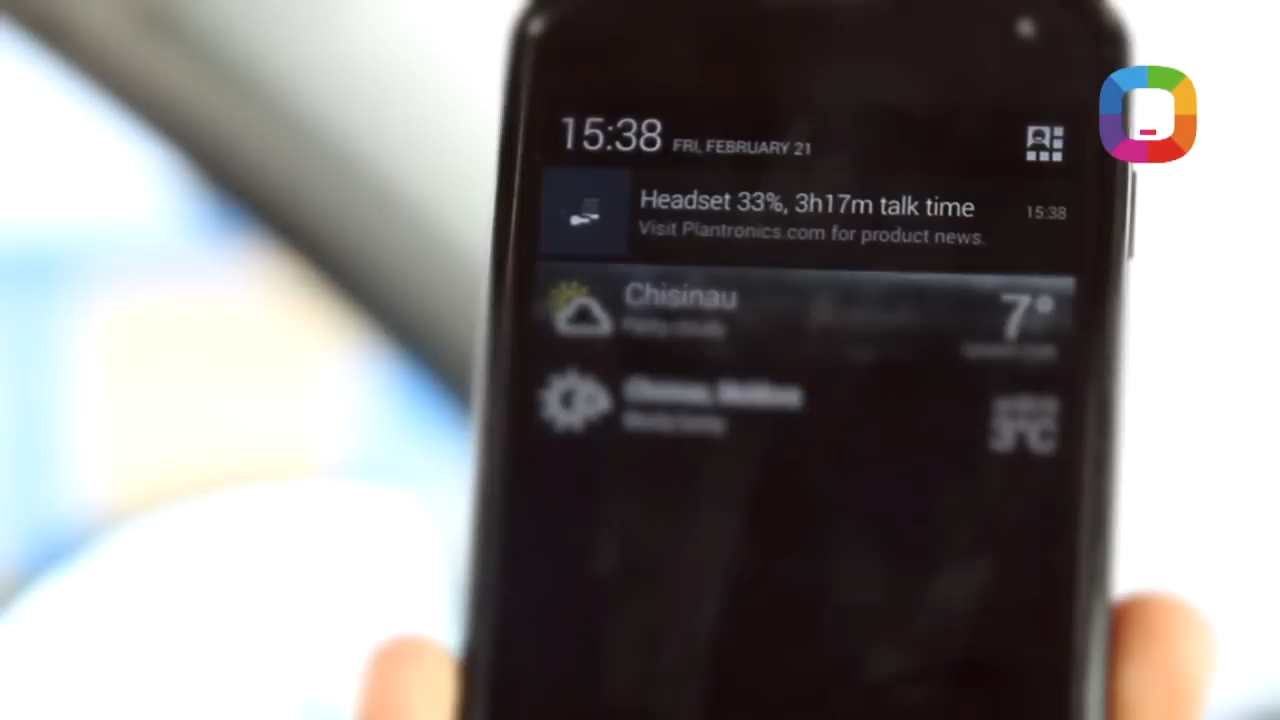 15:38 FRI, FEBRUARY 21
Headset 33%, 3h17m talk time 15:38
Visit Plantronics.com for product news.
Chisinau 7°
3°C